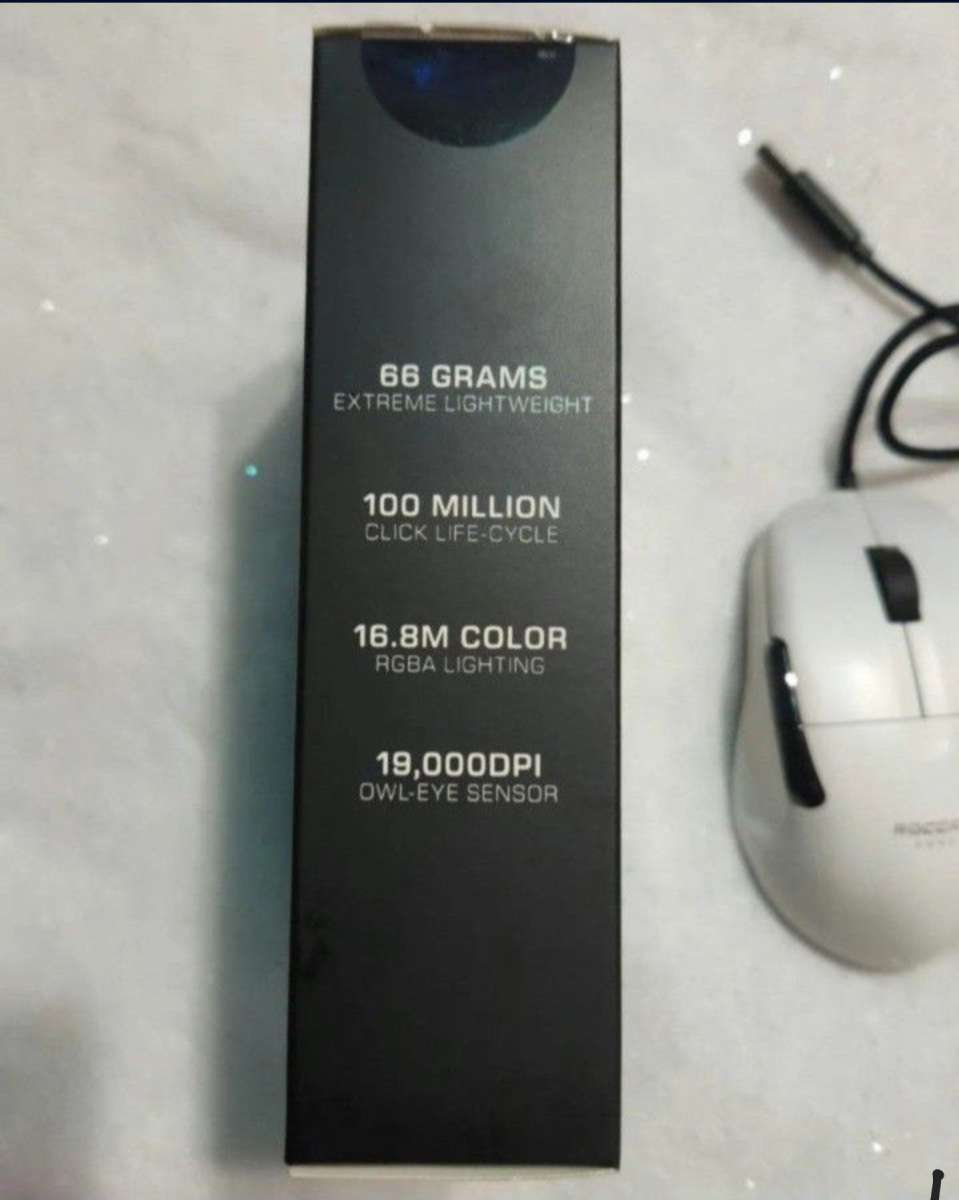 66 GRAMS
EXTREME LIGHTWEIGHT
100 MILLION
CLICK LIFE-CYCLE
16.8M COLOR
RGBA LIGHTING
19,000DPI
OWL-EYE SENSOR